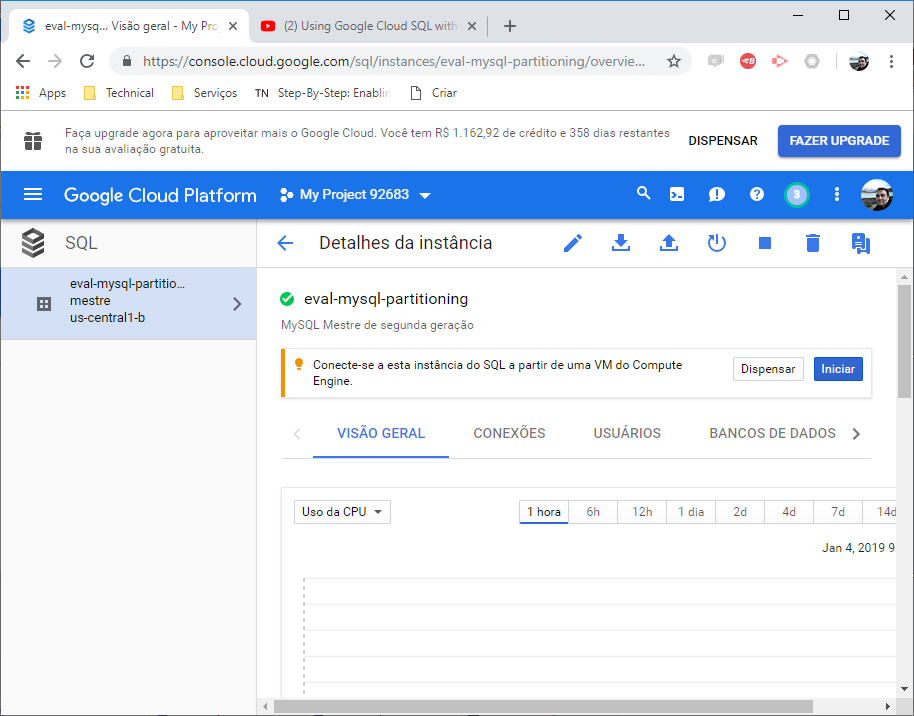 eval-mysq... Visão geral - My Pro
(2) Using Google Cloud SQL with
https://console.cloud.google.com/sql/instances/eval-mysql-partitioning/overvie...
Apps
Technical
Serviços
TN Step-By-Step: Enablin
Criar
Faça upgrade agora para aproveitar mais o Google Cloud. Você tem R$ 1.162,92 de crédito e 358 dias restantes
na sua avaliação gratuita.
DISPENSAR
FAZER UPGRADE
Google Cloud Platform
My Project 92683
3
SQL
Detalhes da instância
eval-mysql-partitio...
mestre
us-central1-b
eval-mysql-partitioning
MySQL Mestre de segunda geração
Conecte-se a esta instância do SQL a partir de uma VM do Compute
Engine.
Dispensar
Iniciar
VISÃO GERAL
CONEXÕES
USUÁRIOS
BANCOS DE DADOS
Uso da CPU
1 hora
6h
12h
1 dia
2d
4d
7d
14d
Jan 4, 2019 9: